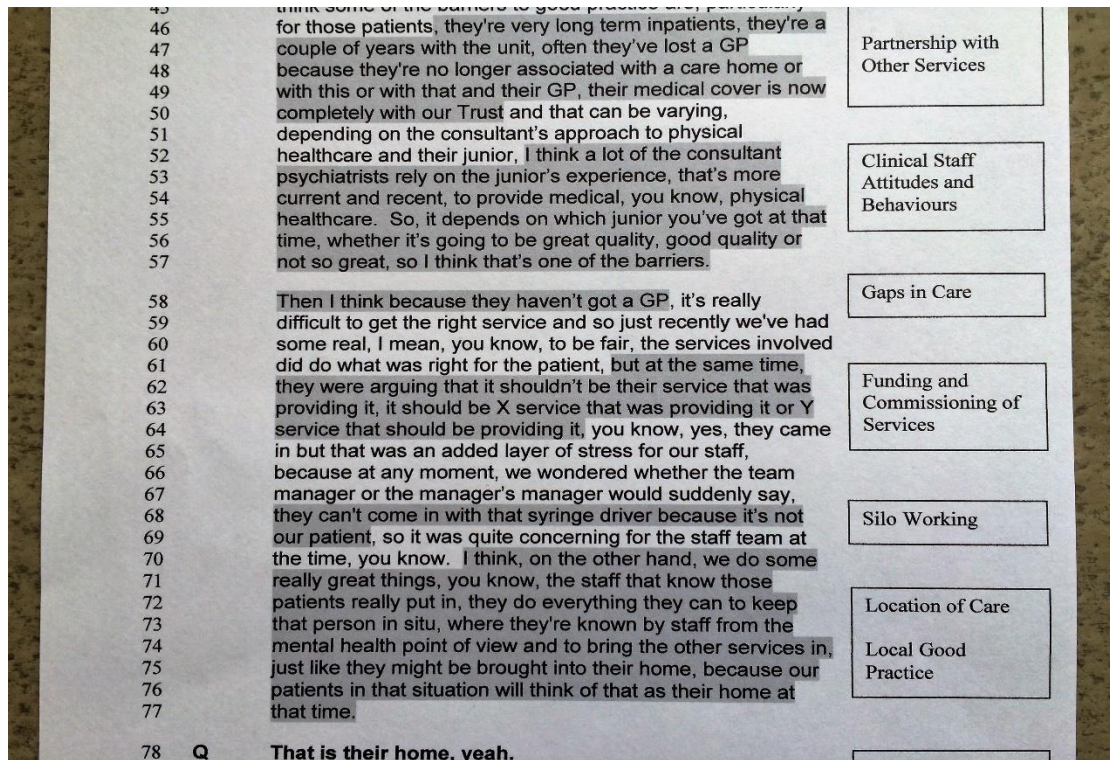 45 think some of the barriers to good practice are, particularly
46 for those patients, they're very long term inpatients, they're a
47 couple of years with the unit, often they've lost a GP
48 because they're no longer associated with a care home or
49 with this or with that and their GP, their medical cover is now
50 completely with our Trust and that can be varying,
51 depending on the consultant's approach to physical
52 healthcare and their junior, I think a lot of the consultant
53 psychiatrists rely on the junior's experience, that's more
54 current and recent, to provide medical, you know, physical
55 healthcare. So, it depends on which junior you've got at that
56 time, whether it's going to be great quality, good quality or
57 not so great, so I think that's one of the barriers.
58 Then I think because they haven't got a GP, it's really
59 difficult to get the right service and so just recently we've had
60 some real, I mean, you know, to be fair, the services involved
61 did do what was right for the patient, but at the same time,
62 they were arguing that it shouldn't be their service that was
63 providing it, it should be X service that was providing it or Y
64 service that should be providing it, you know, yes, they came
65 in but that was an added layer of stress for our staff,
66 because at any moment, we wondered whether the team
67 manager or the manager's manager would suddenly say,
68 they can't come in with that syringe driver because it's not
69 our patient, so it was quite concerning for the staff team at
70 the time, you know. I think, on the other hand, we do some
71 really great things, you know, the staff that know those
72 patients really put in, they do everything they can to keep
73 that person in situ, where they're known by staff from the
74 mental health point of view and to bring the other services in,
75 just like they might be brought into their home, because our
76 patients in that situation will think of that as their home at
77 that time.
78 Q That is their home, yeah.
Partnership with
Other Services
Clinical Staff
Attitudes and
Behaviours
Gaps in Care
Funding and
Commissioning of
Services
Silo Working
Location of Care
Local Good
Practice